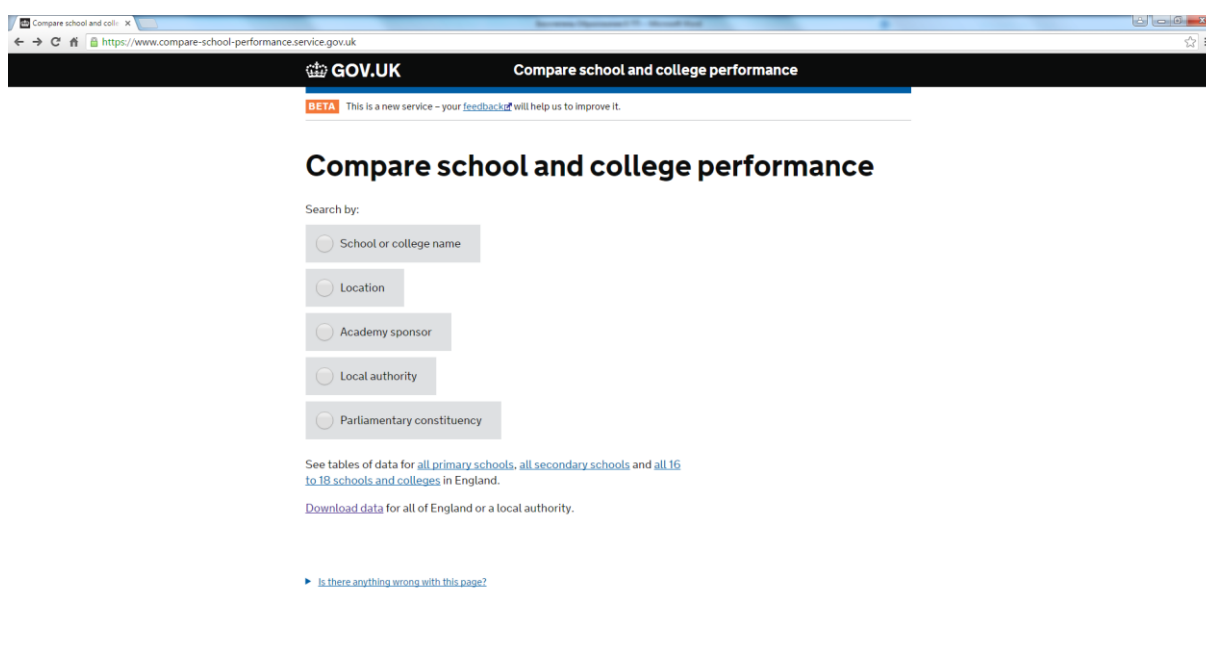 Compare school and colle
https://www.compare-school-performance.service.gov.uk
GOV.UK Compare school and college performance
BETA This is a new service – your feedback will help us to improve it.
Compare school and college performance
Search by:
School or college name
Location
Academy sponsor
Local authority
Parliamentary constituency
See tables of data for all primary schools, all secondary schools and all 16
to 18 schools and colleges in England.
Download data for all of England or a local authority.
Is there anything wrong with this page?